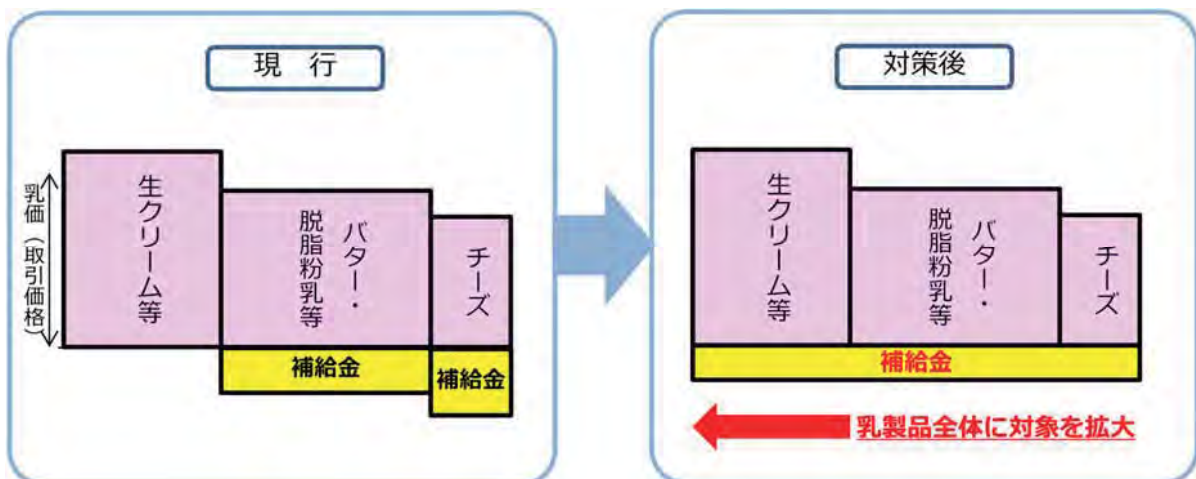 現　行
乳価（取引価格）
生クリーム等
バター・
脱脂粉乳等
チーズ
補給金
補給金
対策後
生クリーム等
バター・
脱脂粉乳等
チーズ
補給金
乳製品全体に対象を拡大